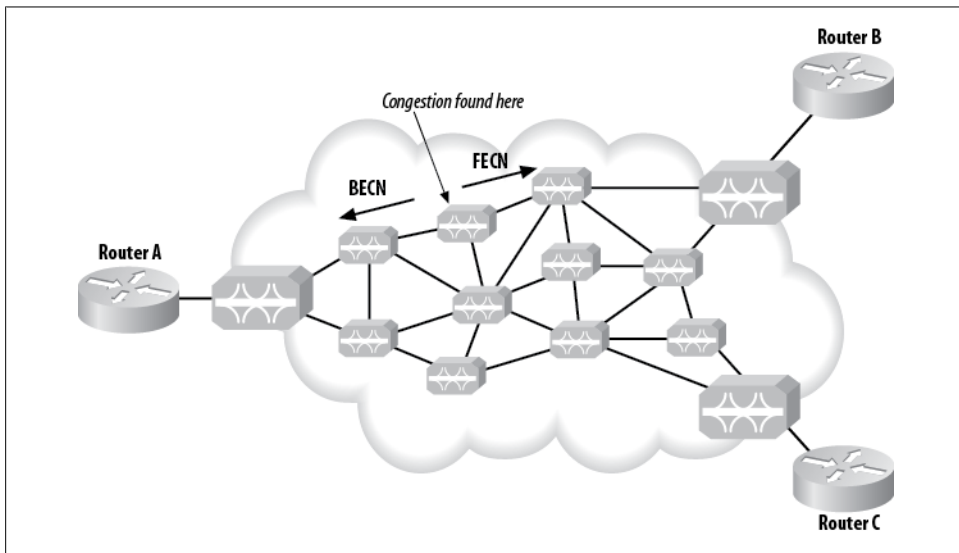 Router B
Congestion found here
FECN
BECN
Router A
Router C